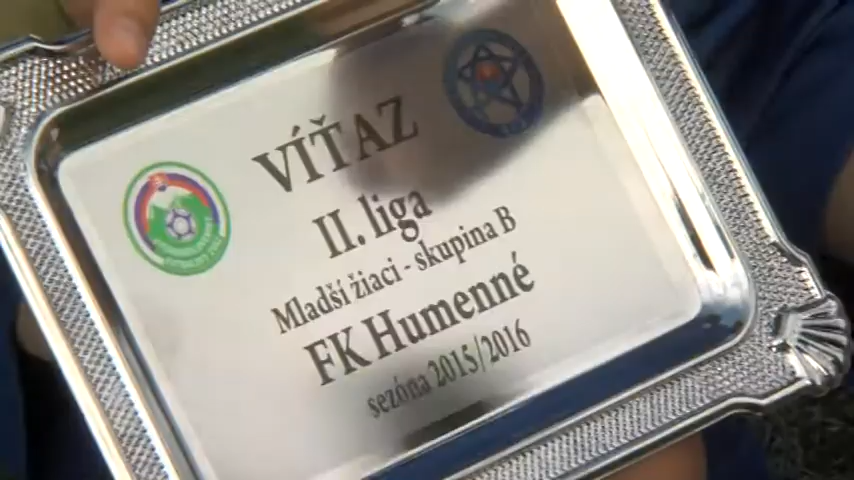 VÍŤAZ
II. liga
Mladší žiaci - skupina B
FK Humenné
sezóna 2015/2016